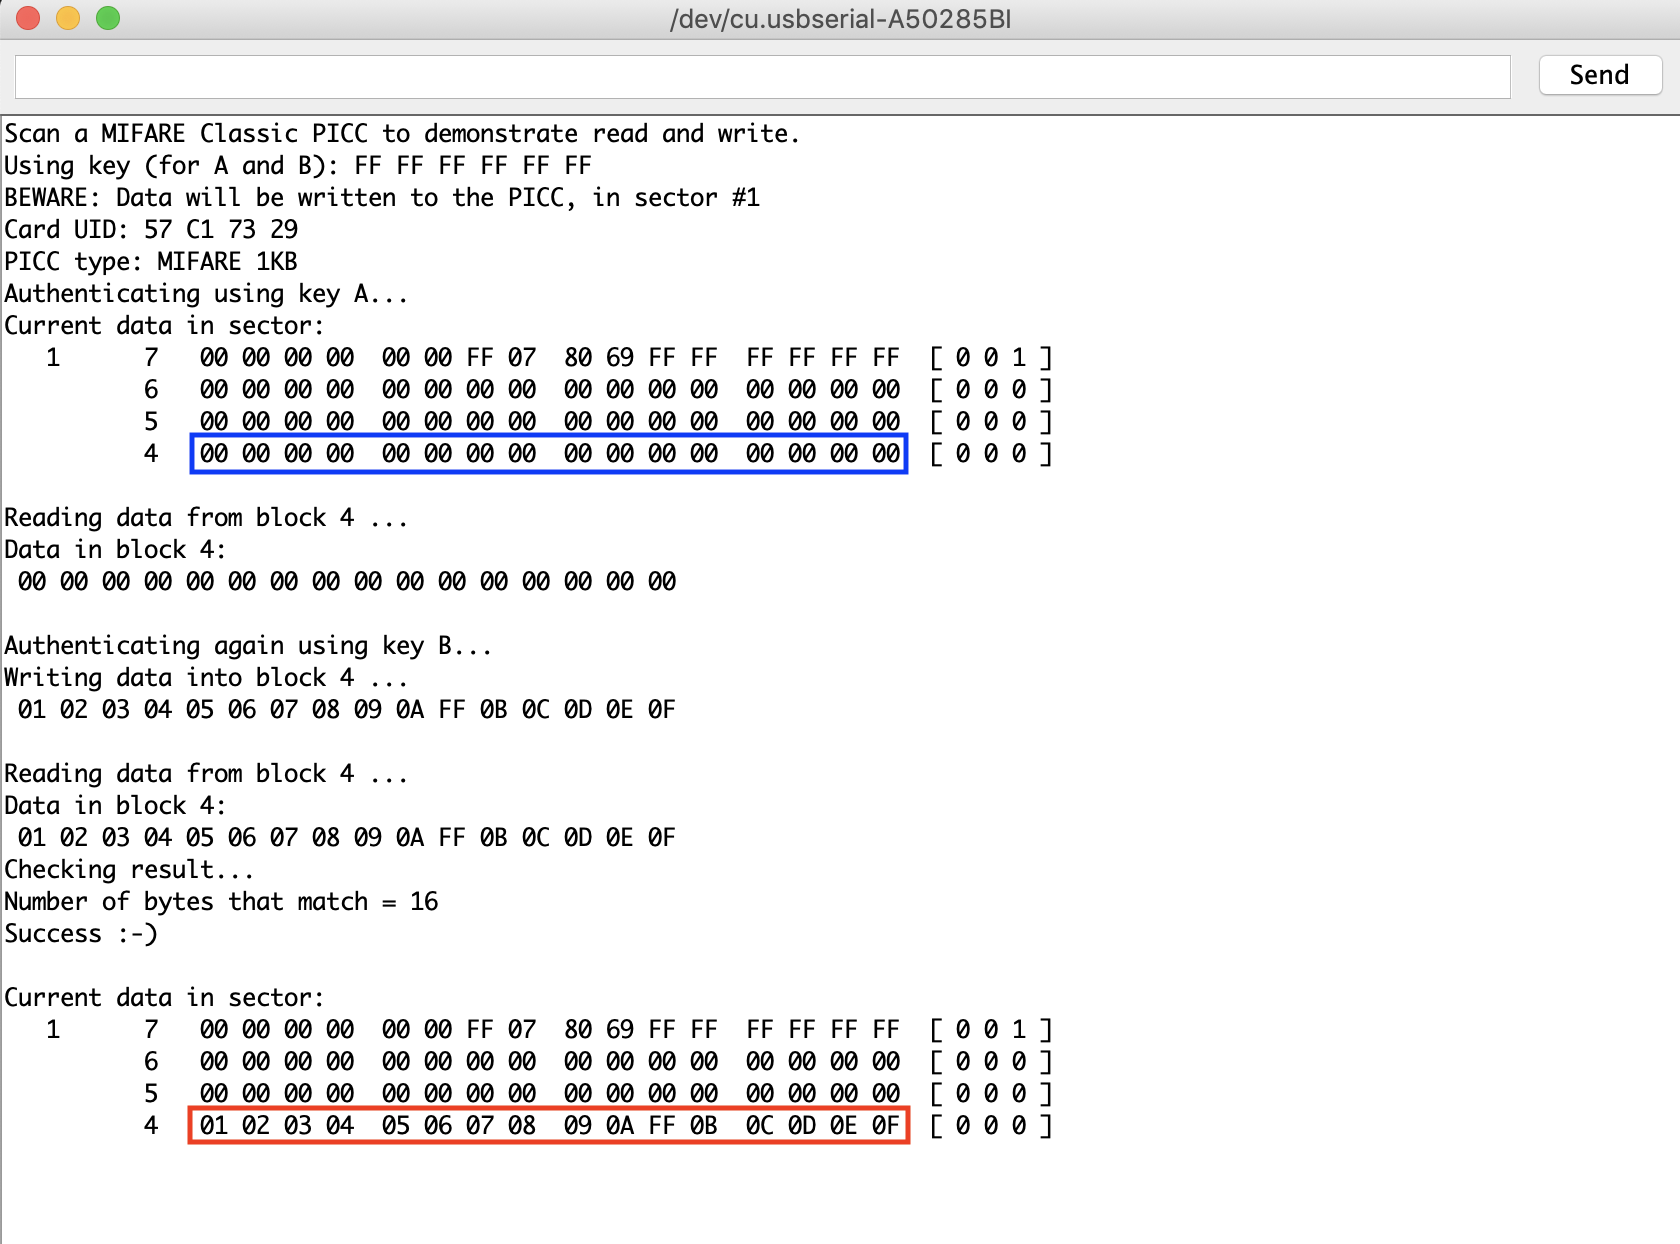 /dev/cu.usbserial-A50285BI
Send
Scan a MIFARE Classic PICC to demonstrate read and write.
Using key (for A and B): FF FF FF FF FF FF
BEWARE: Data will be written to the PICC, in sector #1
Card UID: 57 C1 73 29
PICC type: MIFARE 1KB
Authenticating using key A...
Current data in sector:
1 7 00 00 00 00 00 00 FF 07 80 69 FF FF FF FF FF FF [ 0 0 1 ]
6 00 00 00 00 00 00 00 00 00 00 00 00 00 00 00 00 [ 0 0 0 ]
5 00 00 00 00 00 00 00 00 00 00 00 00 00 00 00 00 [ 0 0 0 ]
4 00 00 00 00 00 00 00 00 00 00 00 00 00 00 00 00 [ 0 0 0 ]
Reading data from block 4 ...
Data in block 4:
00 00 00 00 00 00 00 00 00 00 00 00 00 00 00 00
Authenticating again using key B...
Writing data into block 4 ...
01 02 03 04 05 06 07 08 09 0A FF 0B 0C 0D 0E 0F
Reading data from block 4 ...
Data in block 4:
01 02 03 04 05 06 07 08 09 0A FF 0B 0C 0D 0E 0F
Checking result...
Number of bytes that match = 16
Success :-)
Current data in sector:
1 7 00 00 00 00 00 00 FF 07 80 69 FF FF FF FF FF FF [ 0 0 1 ]
6 00 00 00 00 00 00 00 00 00 00 00 00 00 00 00 00 [ 0 0 0 ]
5 00 00 00 00 00 00 00 00 00 00 00 00 00 00 00 00 [ 0 0 0 ]
4 01 02 03 04 05 06 07 08 09 0A FF 0B 0C 0D 0E 0F [ 0 0 0 ]